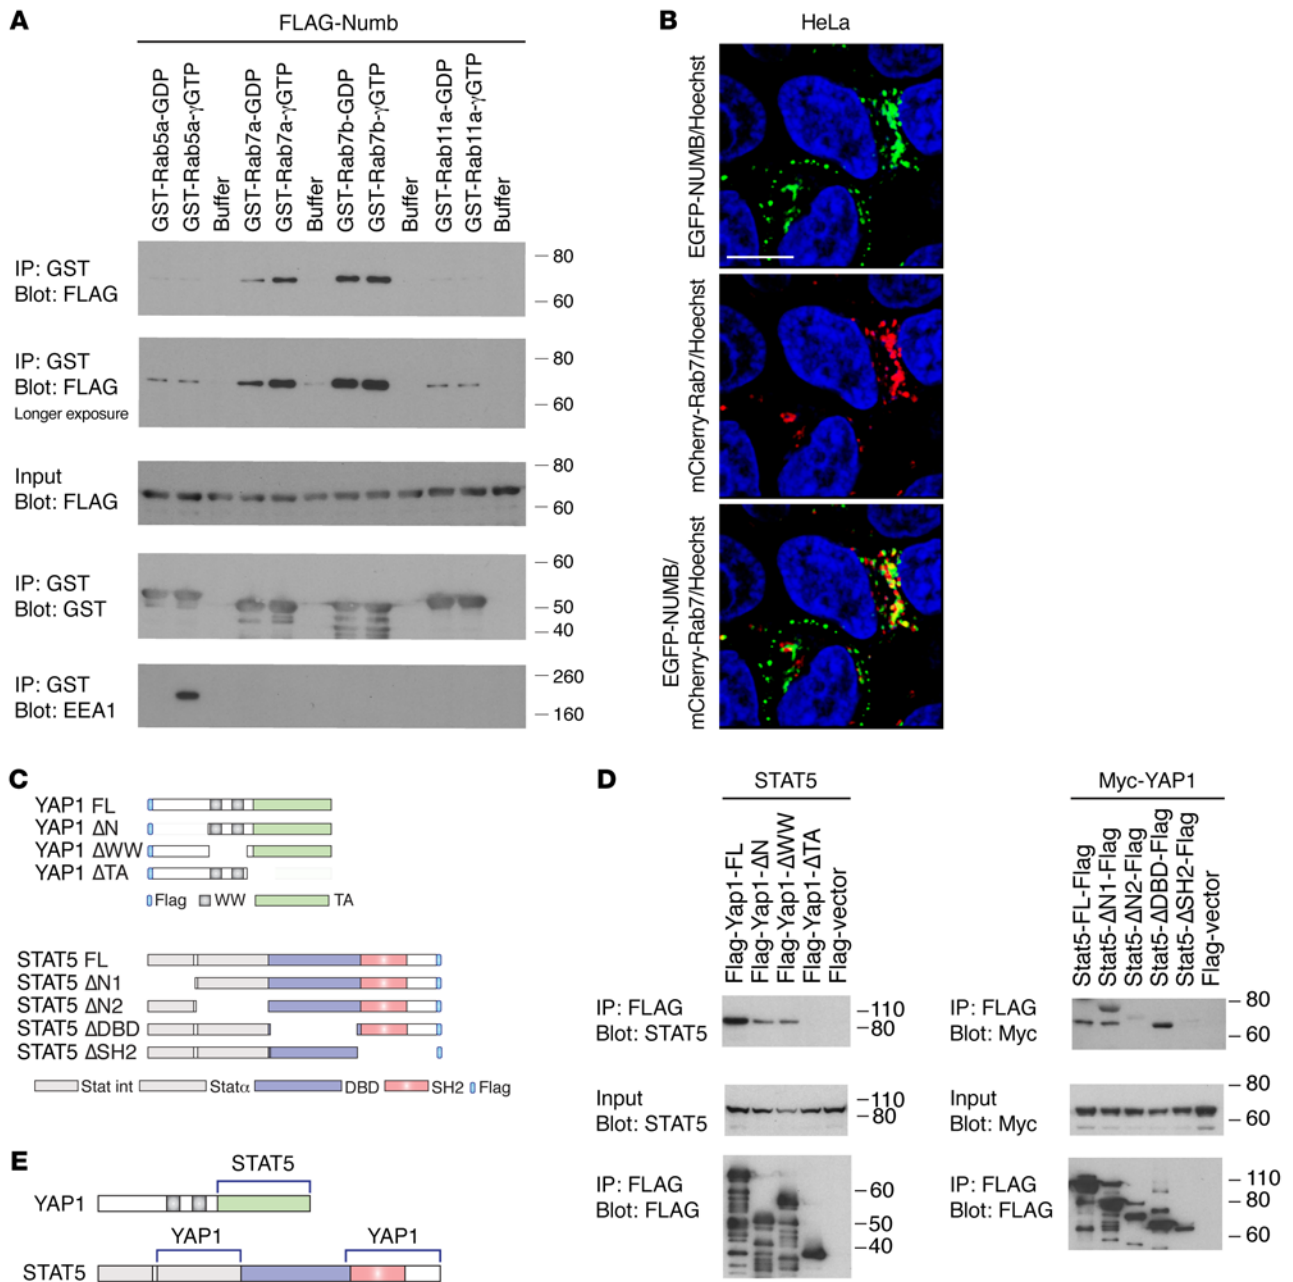 A
FLAG-Numb
GST-Rab5a-GDP
GST-Rab5a-γGTP
Buffer
GST-Rab7a-GDP
GST-Rab7a-γGTP
Buffer
GST-Rab7b-GDP
GST-Rab7b-γGTP
Buffer
GST-Rab11a-GDP
GST-Rab11a-γGTP
Buffer
IP: GST
Blot: FLAG
80
60
IP: GST
Blot: FLAG
Longer exposure
80
60
Input
Blot: FLAG
80
60
IP: GST
Blot: GST
60
50
40
IP: GST
Blot: EEA1
260
160
B
HeLa
EGFP-NUMB/Hoechst
mCherry-Rab7/Hoechst
EGFP-NUMB/
mCherry-Rab7/Hoechst
C
YAP1 FL
YAP1 ΔN
YAP1 ΔWW
YAP1 ΔTA
Flag WW TA
STAT5 FL
STAT5 ΔN1
STAT5 ΔN2
STAT5 ΔDBD
STAT5 ΔSH2
Stat int Statα DBD SH2 Flag
D
STAT5
Flag-Yap1-FL
Flag-Yap1-ΔN
Flag-Yap1-ΔWW
Flag-Yap1-ΔTA
Flag-vector
IP: FLAG
Blot: STAT5
110
80
Input
Blot: STAT5
110
80
IP: FLAG
Blot: FLAG
60
50
40
Myc-YAP1
Stat5-FL-Flag
Stat5-ΔN1-Flag
Stat5-ΔN2-Flag
Stat5-ΔDBD-Flag
Stat5-ΔSH2-Flag
Flag-vector
IP: FLAG
Blot: Myc
80
60
Input
Blot: Myc
80
60
IP: FLAG
Blot: FLAG
110
80
60
E
STAT5
YAP1
YAP1 YAP1
STAT5